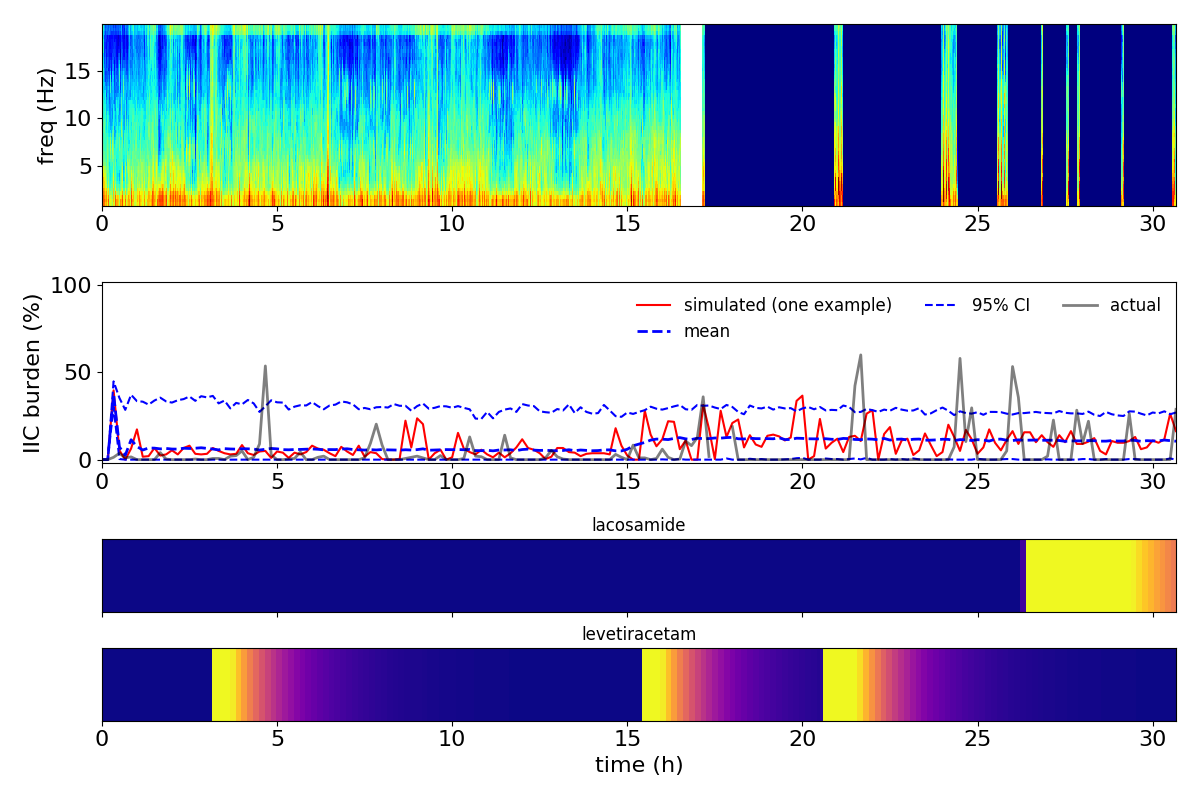 freq (Hz)
15
10
5
0 5 10 15 20 25 30
IIC burden (%)
100
50
0
simulated (one example) 95% CI actual
mean
0 5 10 15 20 25 30
lacosamide
levetiracetam
0 5 10 15 20 25 30
time (h)